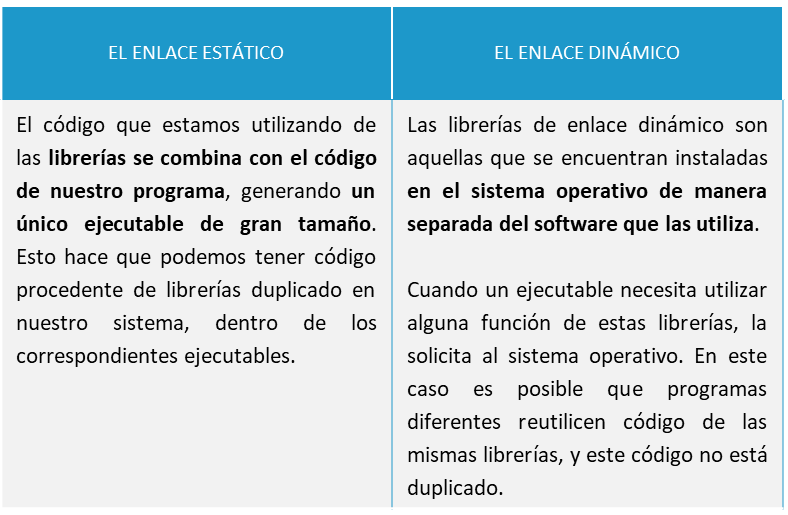 EL ENLACE ESTÁTICO
El código que estamos utilizando de
las librerías se combina con el código
de nuestro programa, generando un
único ejecutable de gran tamaño.
Esto hace que podemos tener código
procedente de librerías duplicado en
nuestro sistema, dentro de los
correspondientes ejecutables.
EL ENLACE DINÁMICO
Las librerías de enlace dinámico son
aquellas que se encuentran instaladas
en el sistema operativo de manera
separada del software que las utiliza.
Cuando un ejecutable necesita utilizar
alguna función de estas librerías, la
solicita al sistema operativo. En este
caso es posible que programas
diferentes reutilicen código de las
mismas librerías, y este código no está
duplicado.